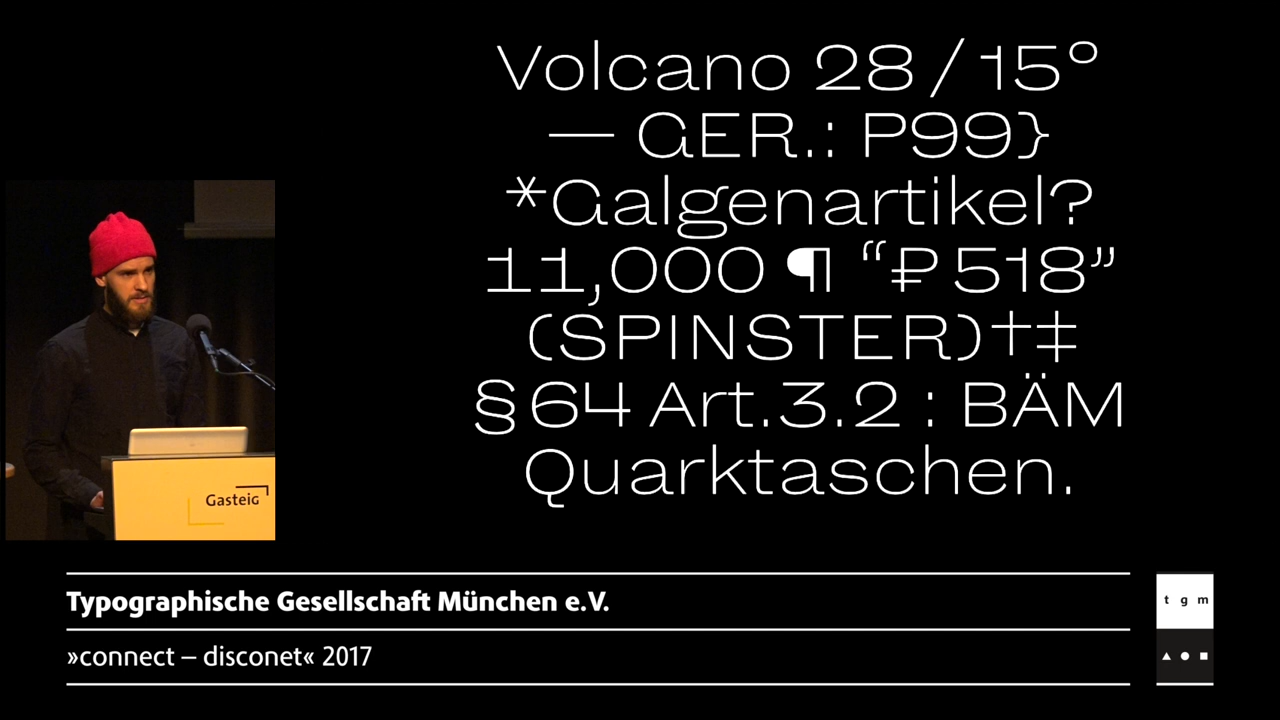 Volcano 28 / 15°
— GER.: P99}
*Galgenartikel?
11,000 ¶ “₽ 518”
(SPINSTER)†‡
§ 64 Art.3.2 : BÄM
Quarktaschen.
Gasteig
Typographische Gesellschaft München e.V.
»connect – disconet« 2017
t g m